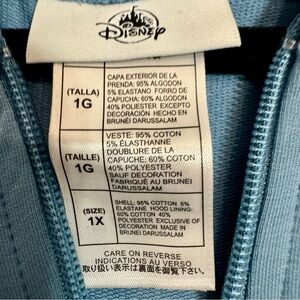 Disney
(TALLA)
1G
CAPA EXTERIOR DE LA
PRENDA: 95% ALGODON
5% ELASTANO FORRO DE
CAPUCHA: 60% ALGODON
40% POLIESTER EXCEPTO
DECORACIÓN HECHO EN
BRUNEI DARUSSALAM
(TAILLE)
1G
VESTE: 95% COTON
5% ÉLASTHANNE
DOUBLURE DE LA
CAPUCHE: 60% COTON
40% POLYESTER
SAUF DECORATION
FABRIQUÉ AU BRUNEI
DARUSSALAM
(SIZE)
1X
SHELL: 95% COTTON 5%
ELASTANE HOOD LINING:
60% COTTON 40%
POLYESTER EXCLUSIVE OF
DECORATION MADE IN
BRUNEI DARUSSALAM
CARE ON REVERSE
INDICATIONS AU VERSO
取り扱い表示は裏面を御覧下さい。